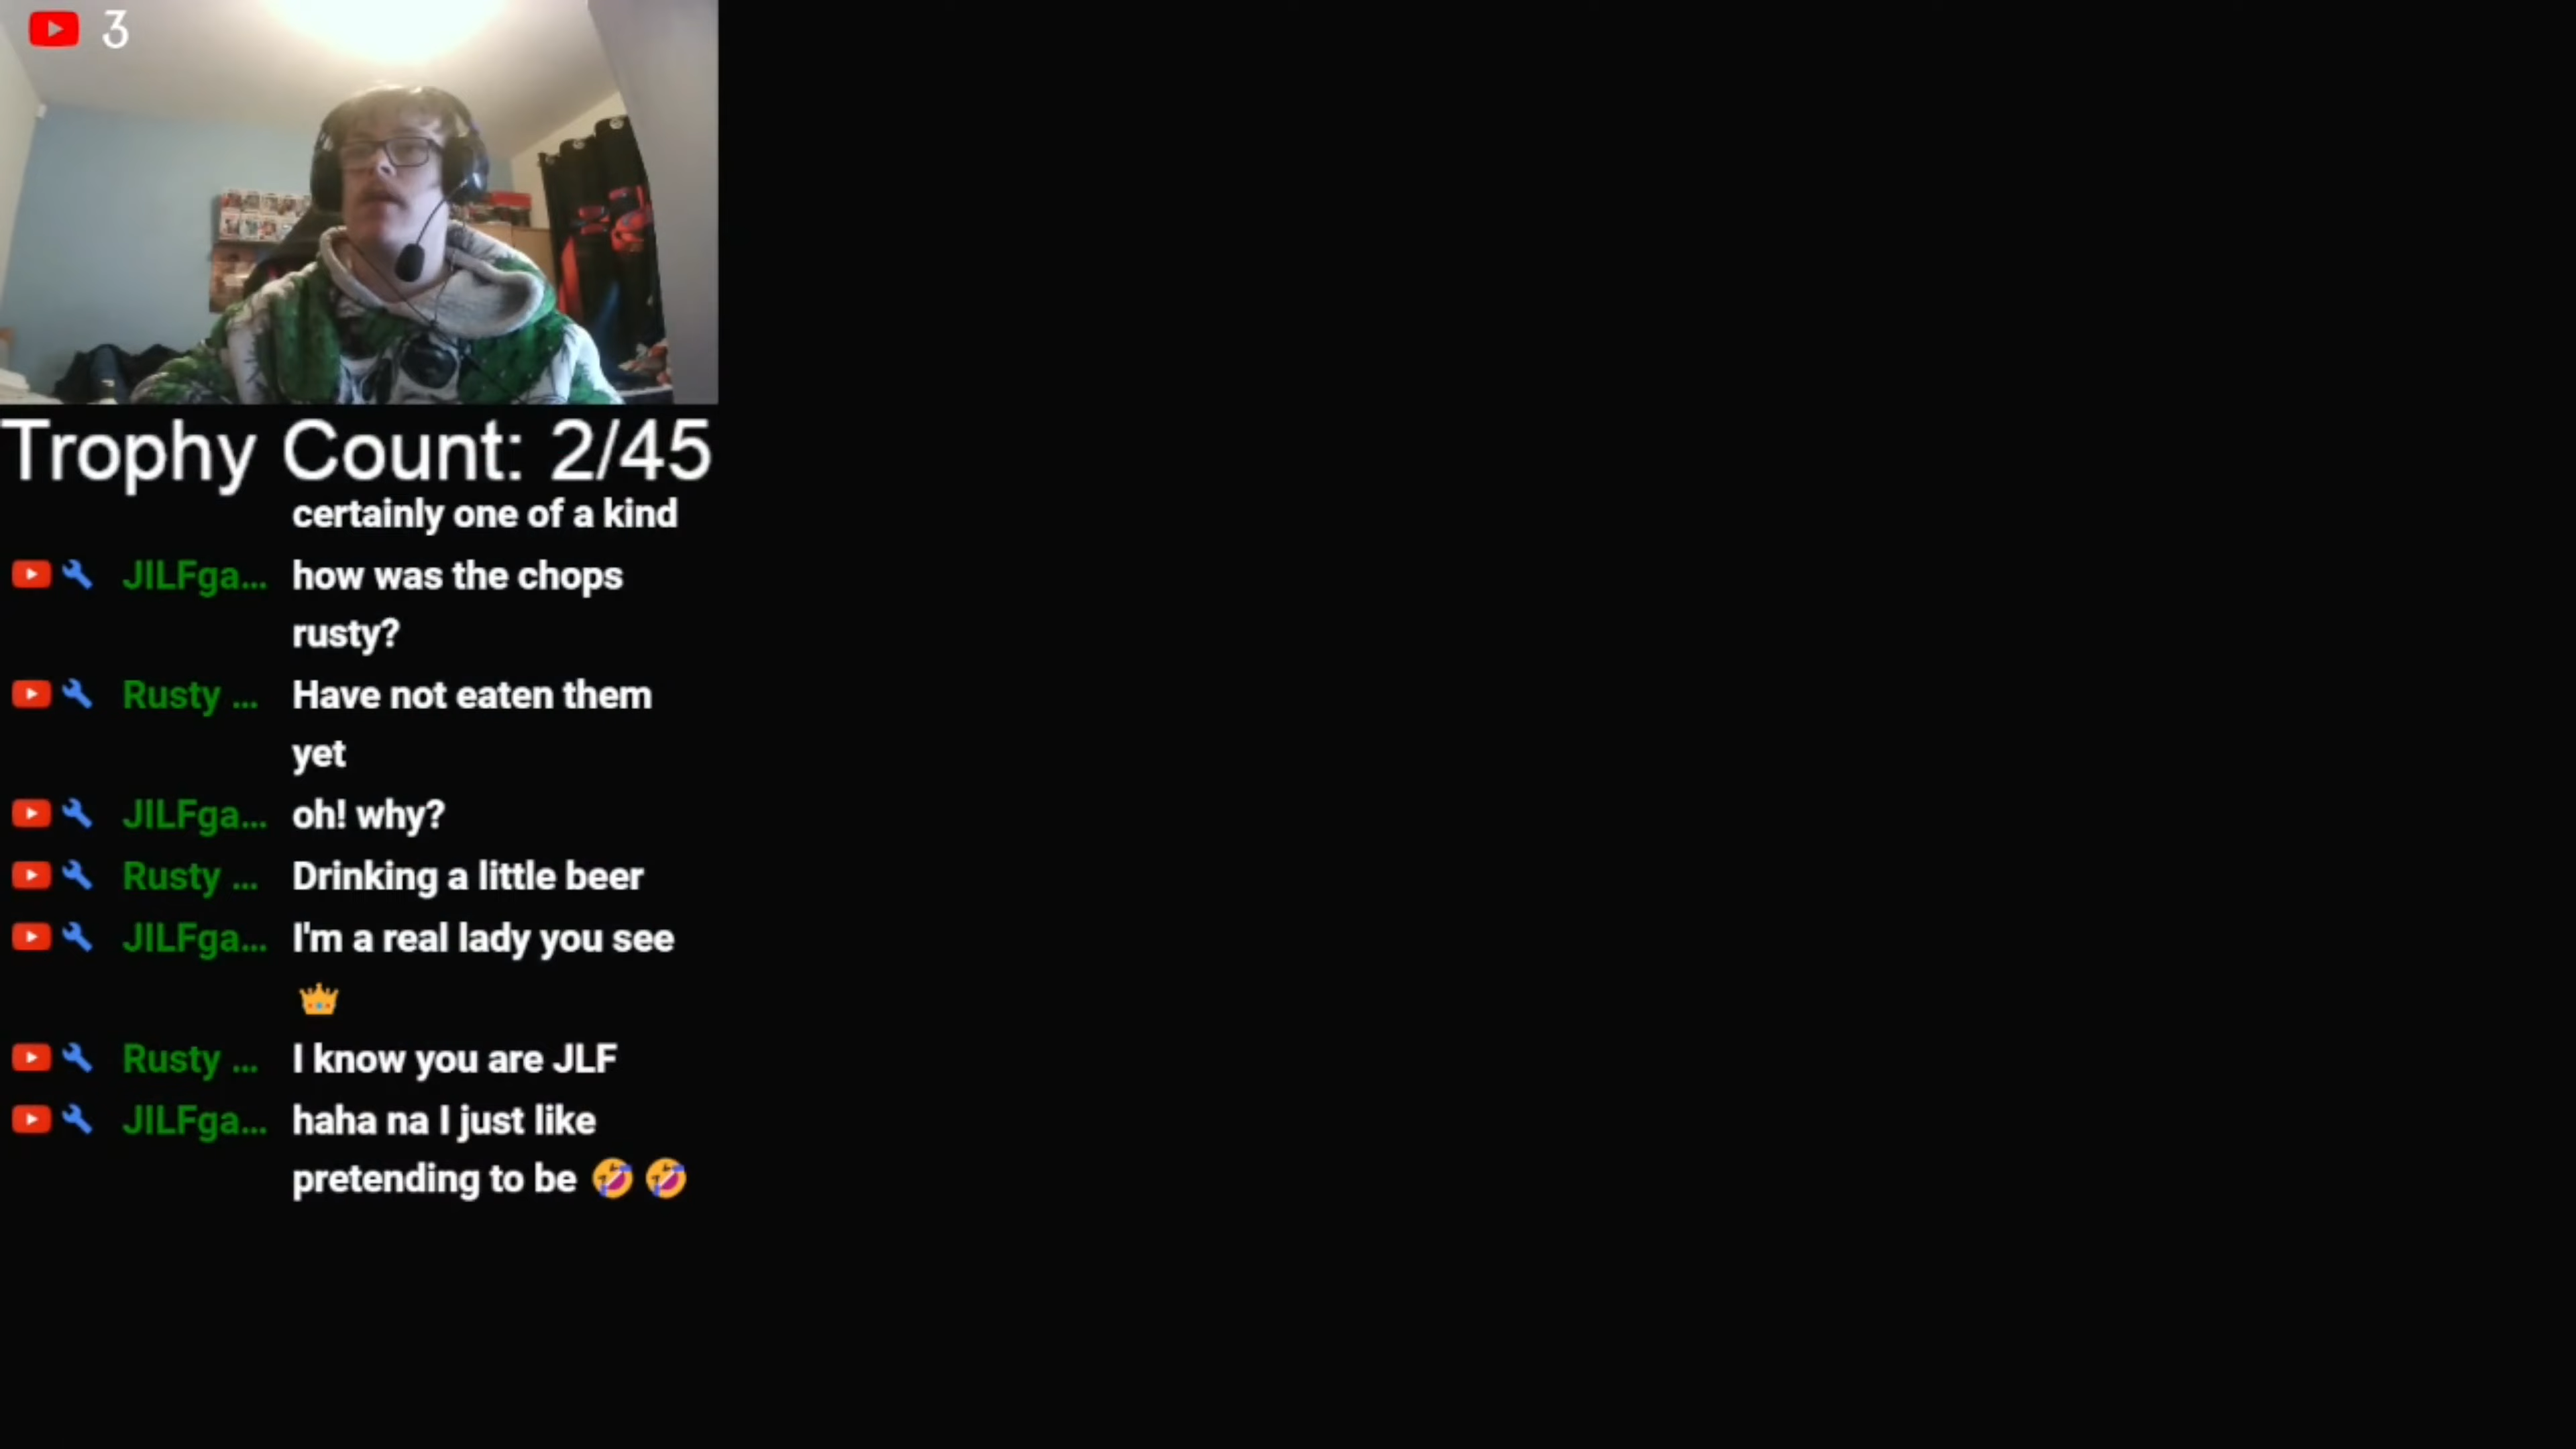 3
Trophy Count: 2/45
certainly one of a kind
JILFga... how was the chops
rusty?
Rusty ... Have not eaten them
yet
JILFga... oh! why?
Rusty ... Drinking a little beer
JILFga... I'm a real lady you see
👑
Rusty ... I know you are JLF
JILFga... haha na I just like
pretending to be 🤣 🤣